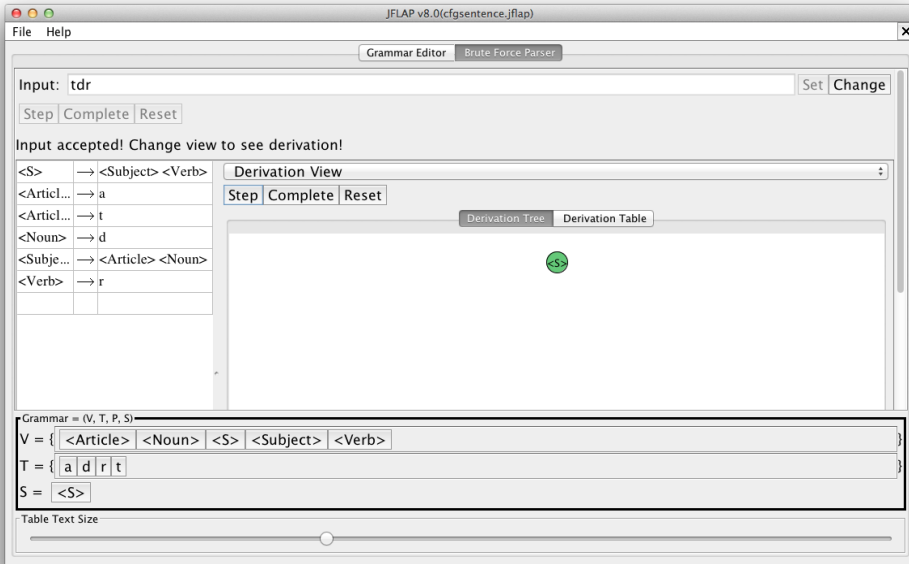 JFLAP v8.0(cfgsentence.jflap)
File Help
Grammar Editor Brute Force Parser
Input: tdr Set Change
Step Complete Reset
Input accepted! Change view to see derivation!
<S> → <Subject> <Verb>
<Articl... → a
<Articl... → t
<Noun> → d
<Subje... → <Article> <Noun>
<Verb> → r
Derivation View
Step Complete Reset
Derivation Tree Derivation Table
<S>
Grammar = (V, T, P, S)
V = { <Article> <Noun> <S> <Subject> <Verb> }
T = { a d r t }
S = <S>
Table Text Size